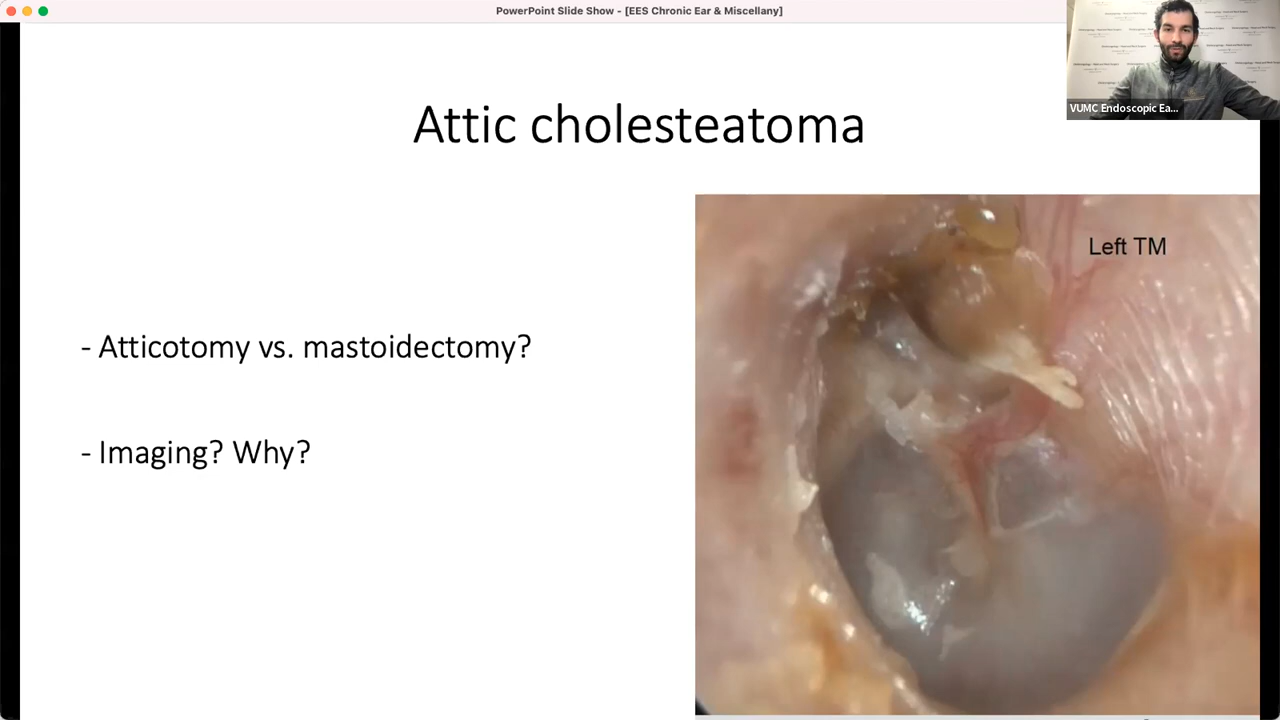 PowerPoint Slide Show - [EES Chronic Ear & Miscellany]
VUMC Endoscopic Ea...
Attic cholesteatoma
Left TM
- Atticotomy vs. mastoidectomy?
- Imaging? Why?